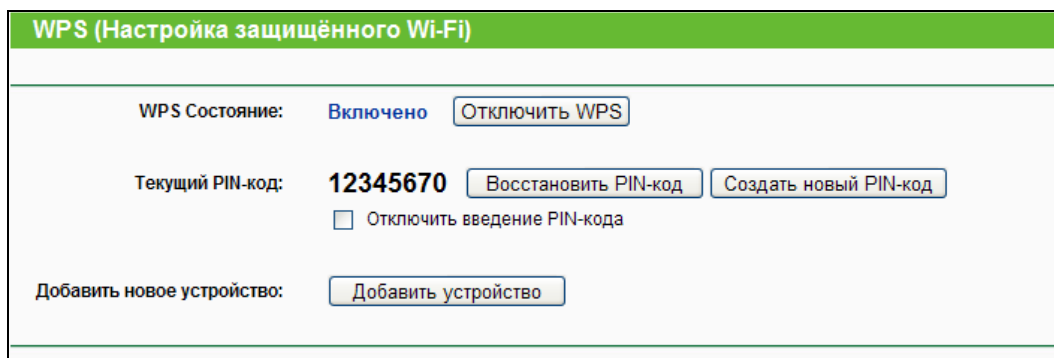 WPS (Настройка защищённого Wi-Fi)
WPS Состояние: Включено Отключить WPS
Текущий PIN-код: 12345670 Восстановить PIN-код Создать новый PIN-код
Отключить введение PIN-кода
Добавить новое устройство: Добавить устройство